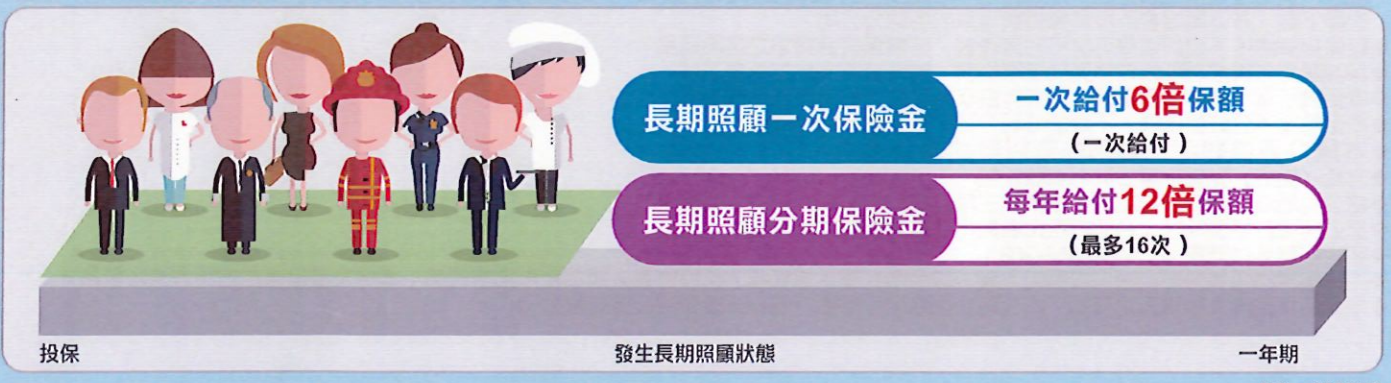 長期照顧一次保險金
一次給付6倍保額
(一次給付)
長期照顧分期保險金
每年給付12倍保額
(最多16次)
投保
發生長期照顧狀態
一年期